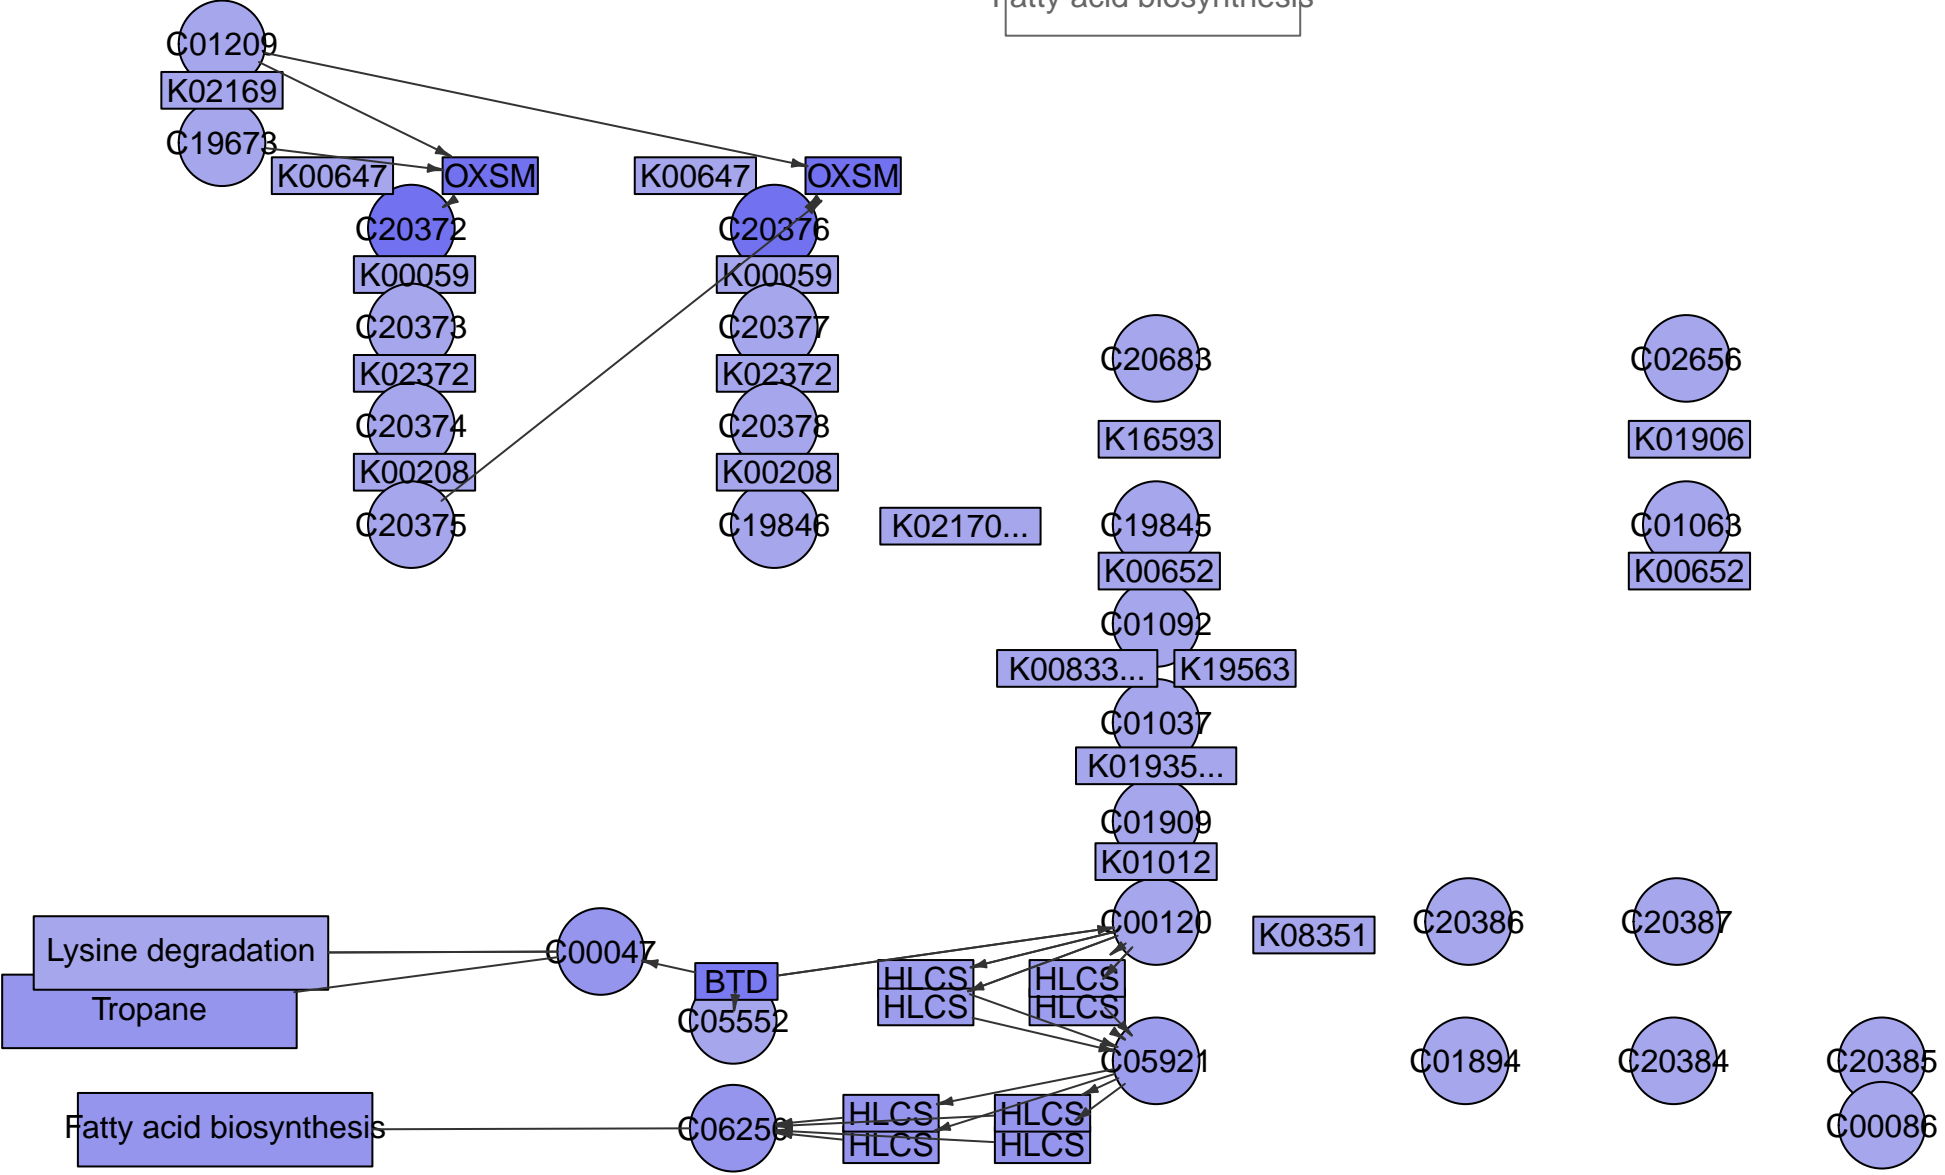 Fatty acid biosynthesis
C01209
K02169
C19673
K00647
OXSM
K00647
OXSM
C20372
C20376
K00059
K00059
C20373
C20377
C20683
C02656
K02372
K02372
C20374
C20378
K16593
K01906
K00208
K00208
C20375
C19846
K02170...
C19845
C01063
K00652
K00652
C01092
K00833...
K19563
C01037
K01935...
C01909
K01012
C00120
K08351
C20386
C20387
Lysine degradation
C00047
BTD
HLCS
HLCS
Tropane
HLCS
HLCS
C05552
C05921
C01894
C20384
C20385
Fatty acid biosynthesis
C06250
HLCS
HLCS
HLCS
HLCS
C00086